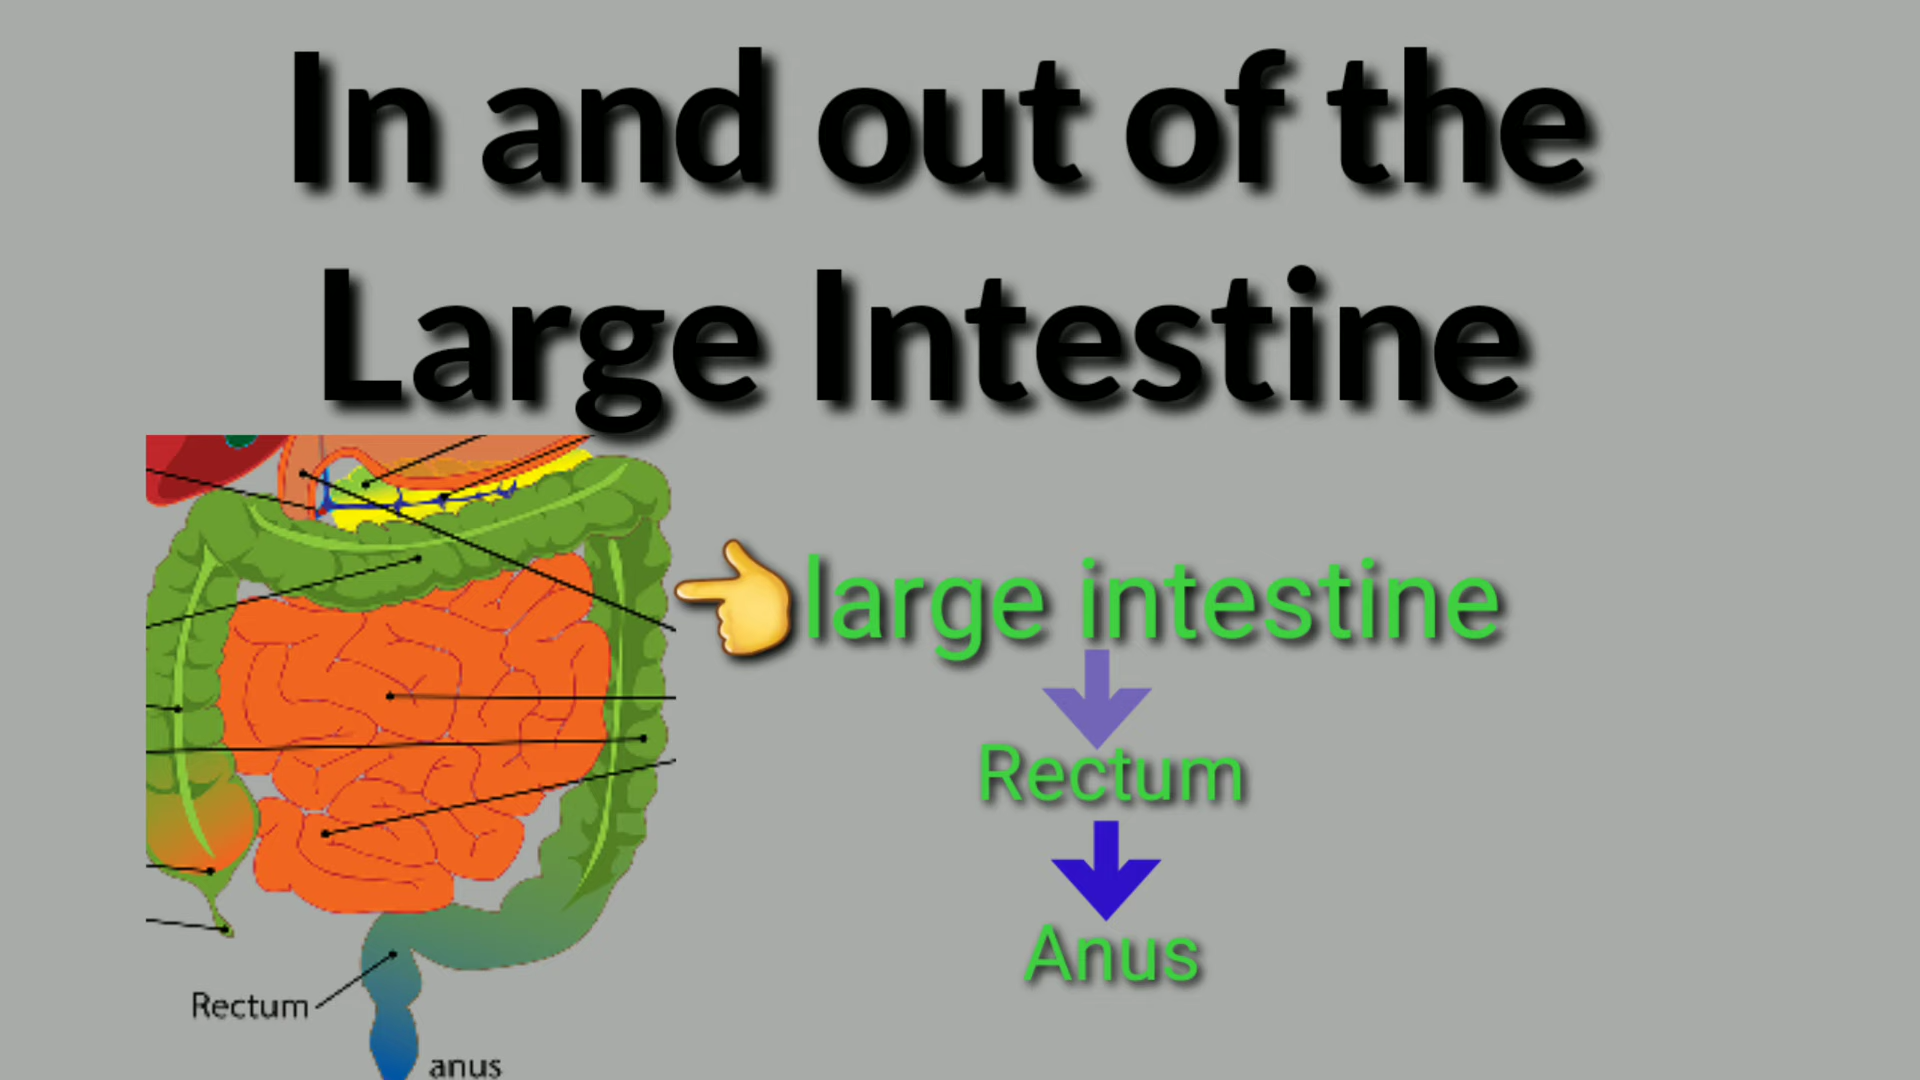 In and out of the
Large Intestine
large intestine
Rectum
Anus
Rectum
anus